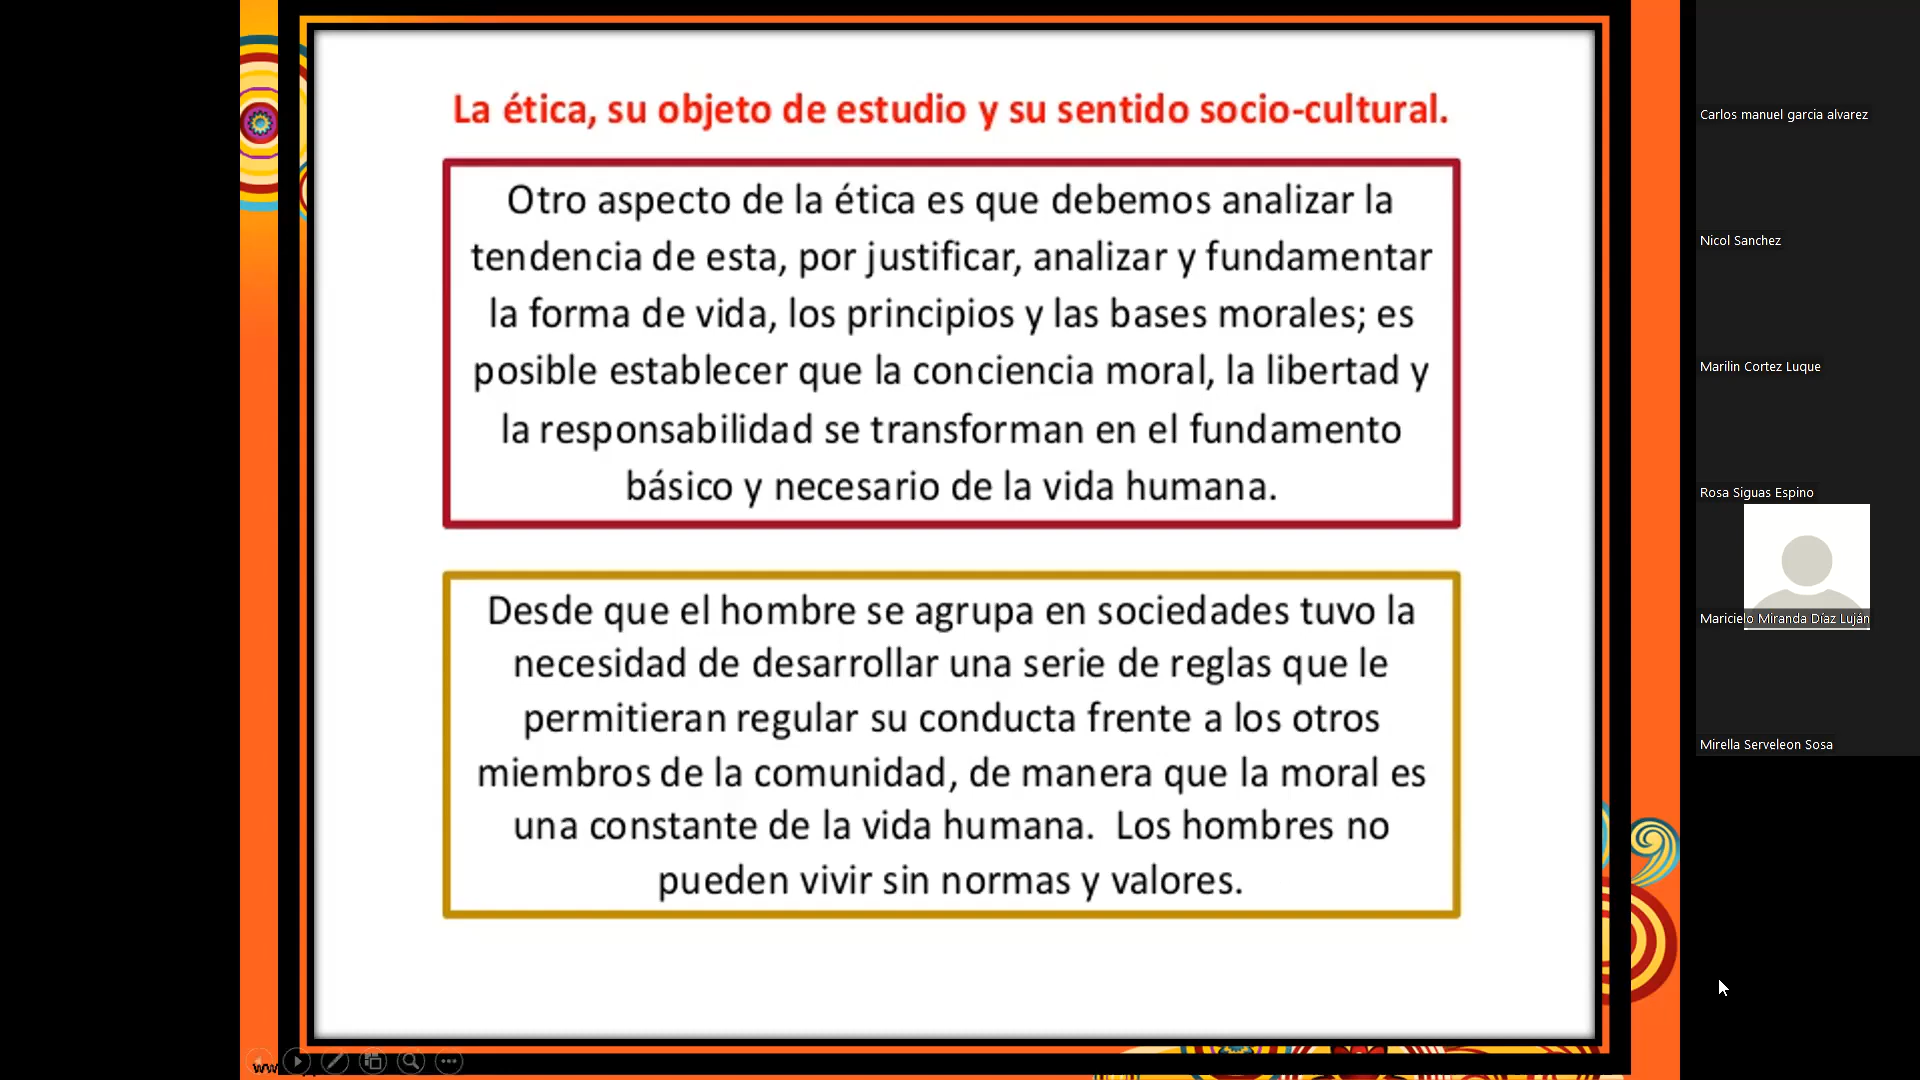 La ética, su objeto de estudio y su sentido socio-cultural.
Otro aspecto de la ética es que debemos analizar la
tendencia de esta, por justificar, analizar y fundamentar
la forma de vida, los principios y las bases morales; es
posible establecer que la conciencia moral, la libertad y
la responsabilidad se transforman en el fundamento
básico y necesario de la vida humana.
Desde que el hombre se agrupa en sociedades tuvo la
necesidad de desarrollar una serie de reglas que le
permitieran regular su conducta frente a los otros
miembros de la comunidad, de manera que la moral es
una constante de la vida humana.  Los hombres no
pueden vivir sin normas y valores.
Carlos manuel garcia alvarez
Nicol Sanchez
Marilin Cortez Luque
Rosa Siguas Espino
Maricielo Miranda Díaz Luján
Mirella Serveleon Sosa